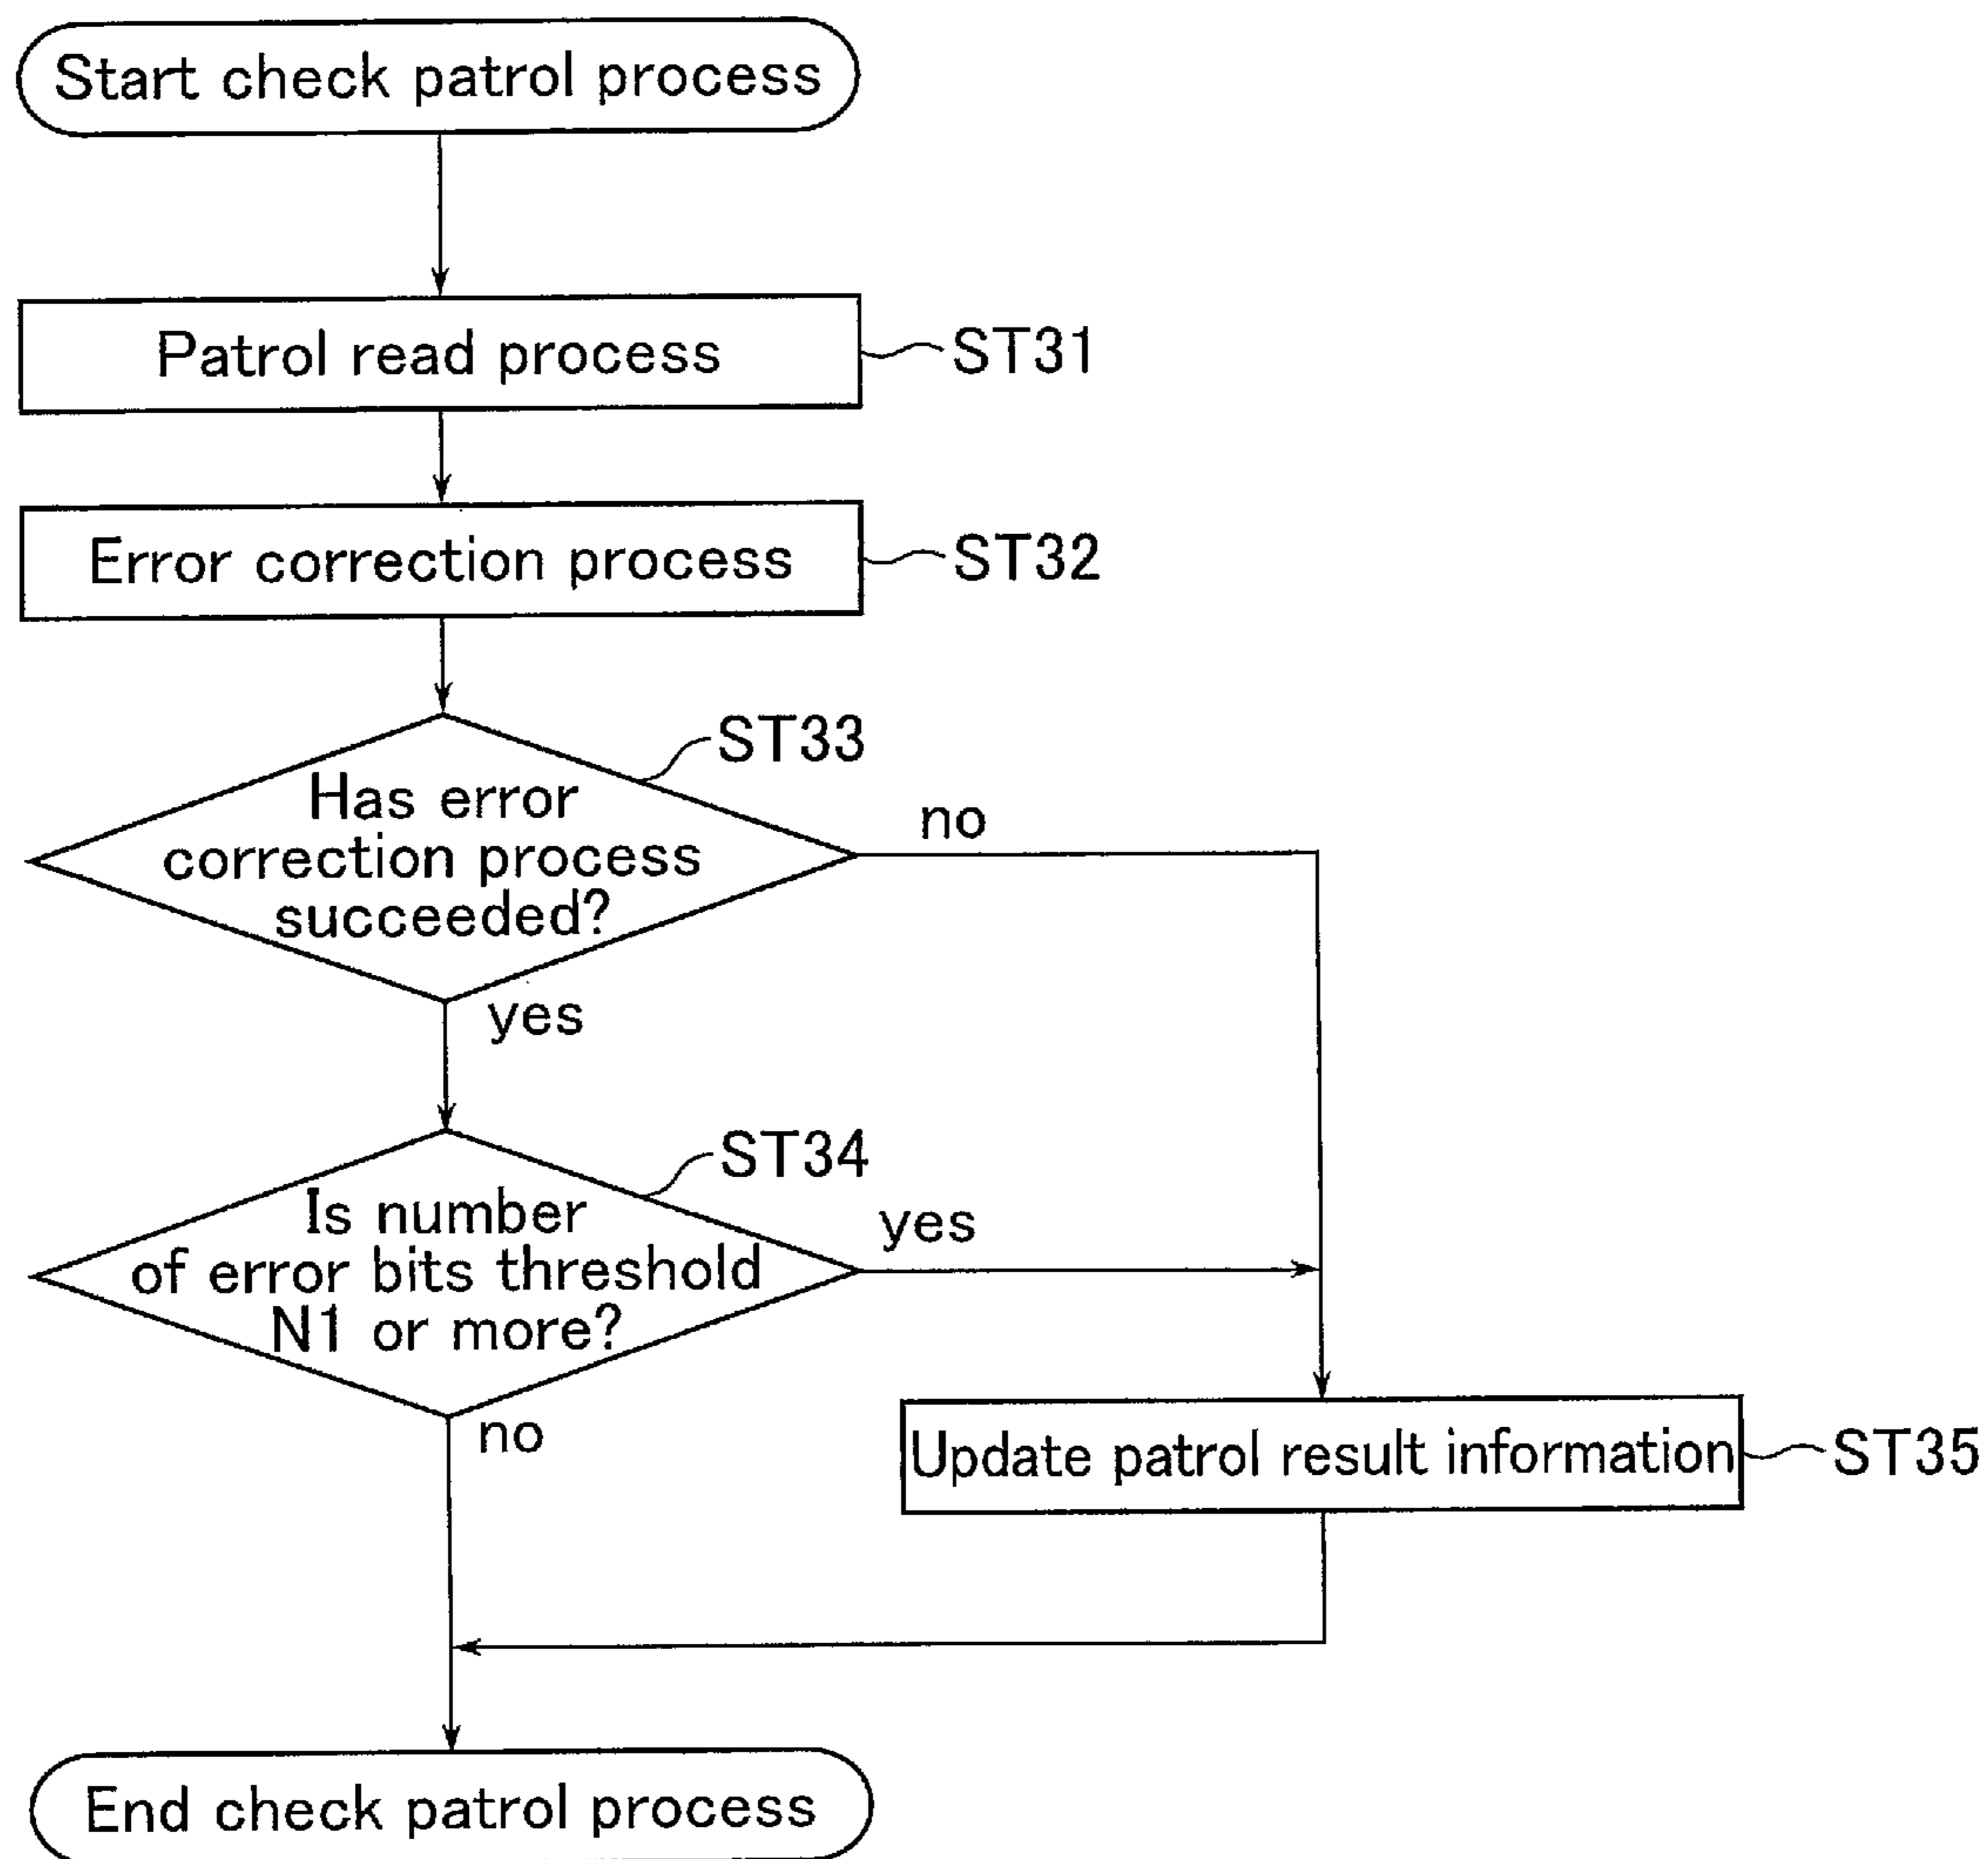 Start check patrol process
Patrol read process
ST31
Error correction process
ST32
ST33
Has error
correction process
succeeded?
no
yes
ST34
Is number
of error bits threshold
N1 or more?
yes
no
Update patrol result information
ST35
End check patrol process